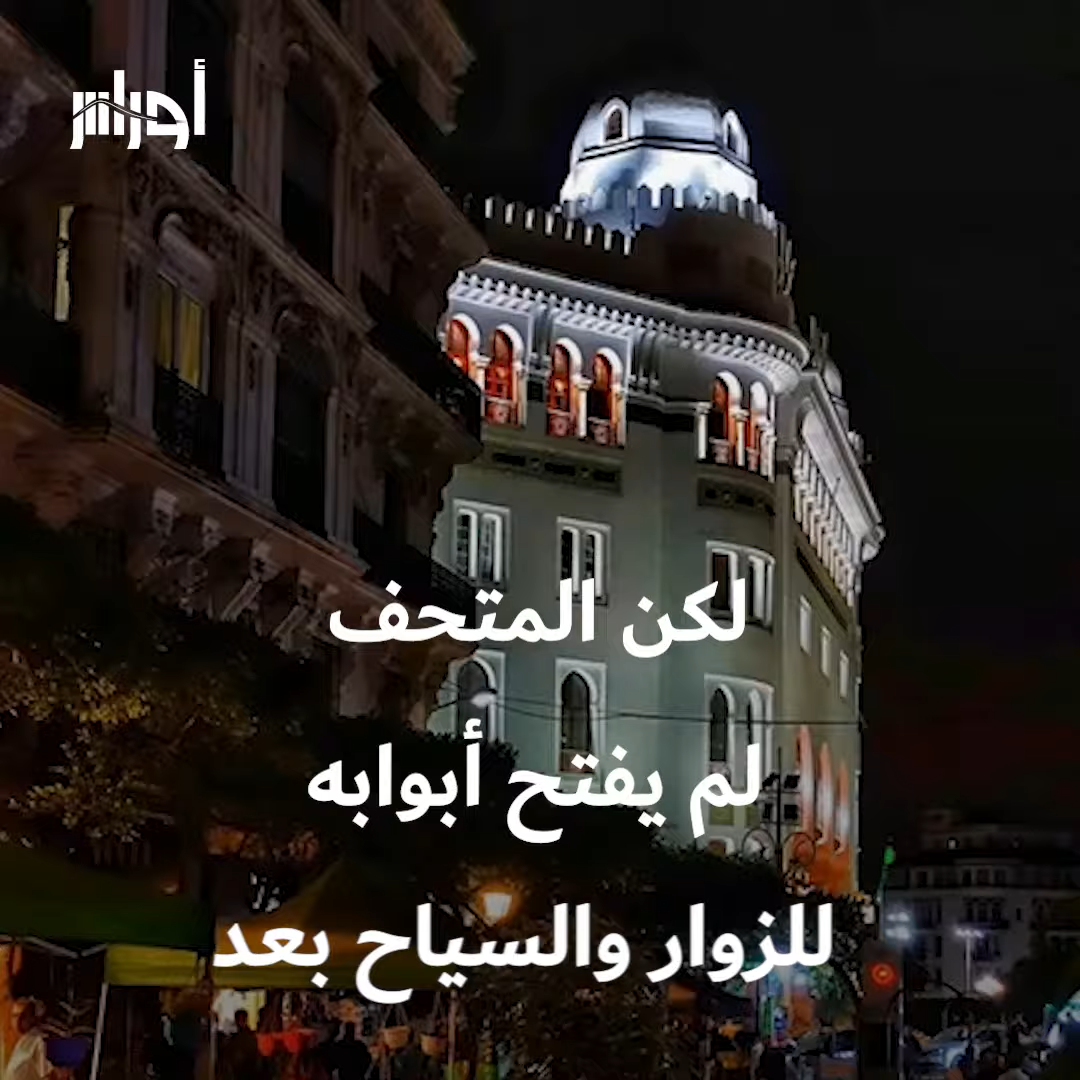 أوراس
لكن المتحف
لم يفتح أبوابه
للزوار والسياح بعد